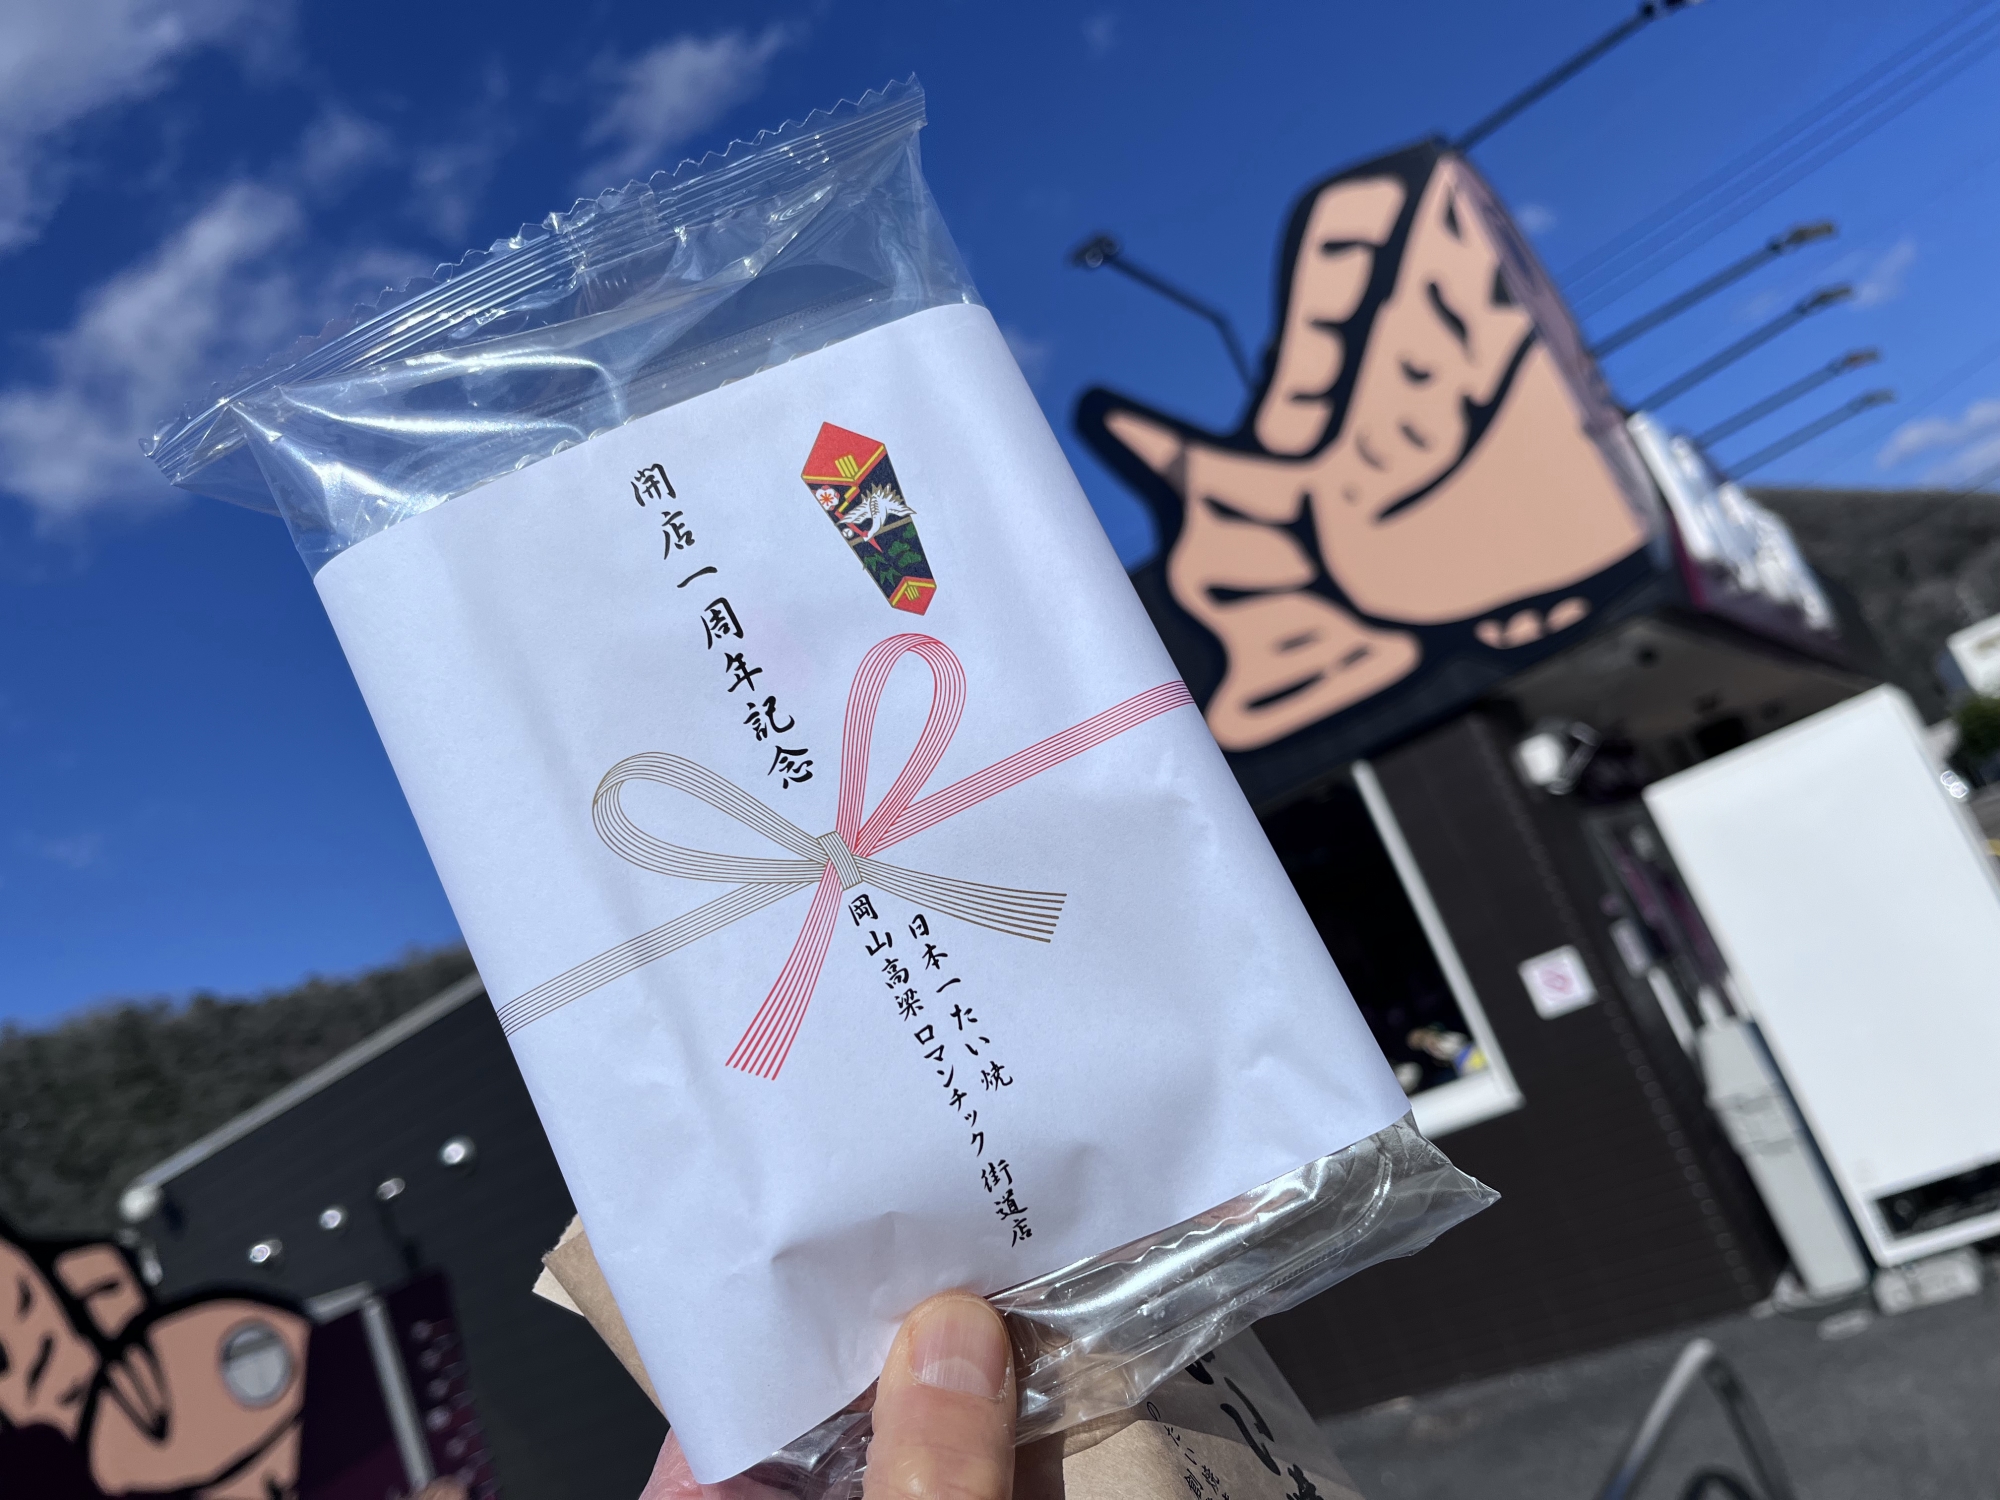 開店一周年記念
日本一たい焼
岡山高梁ロマンチック街道店